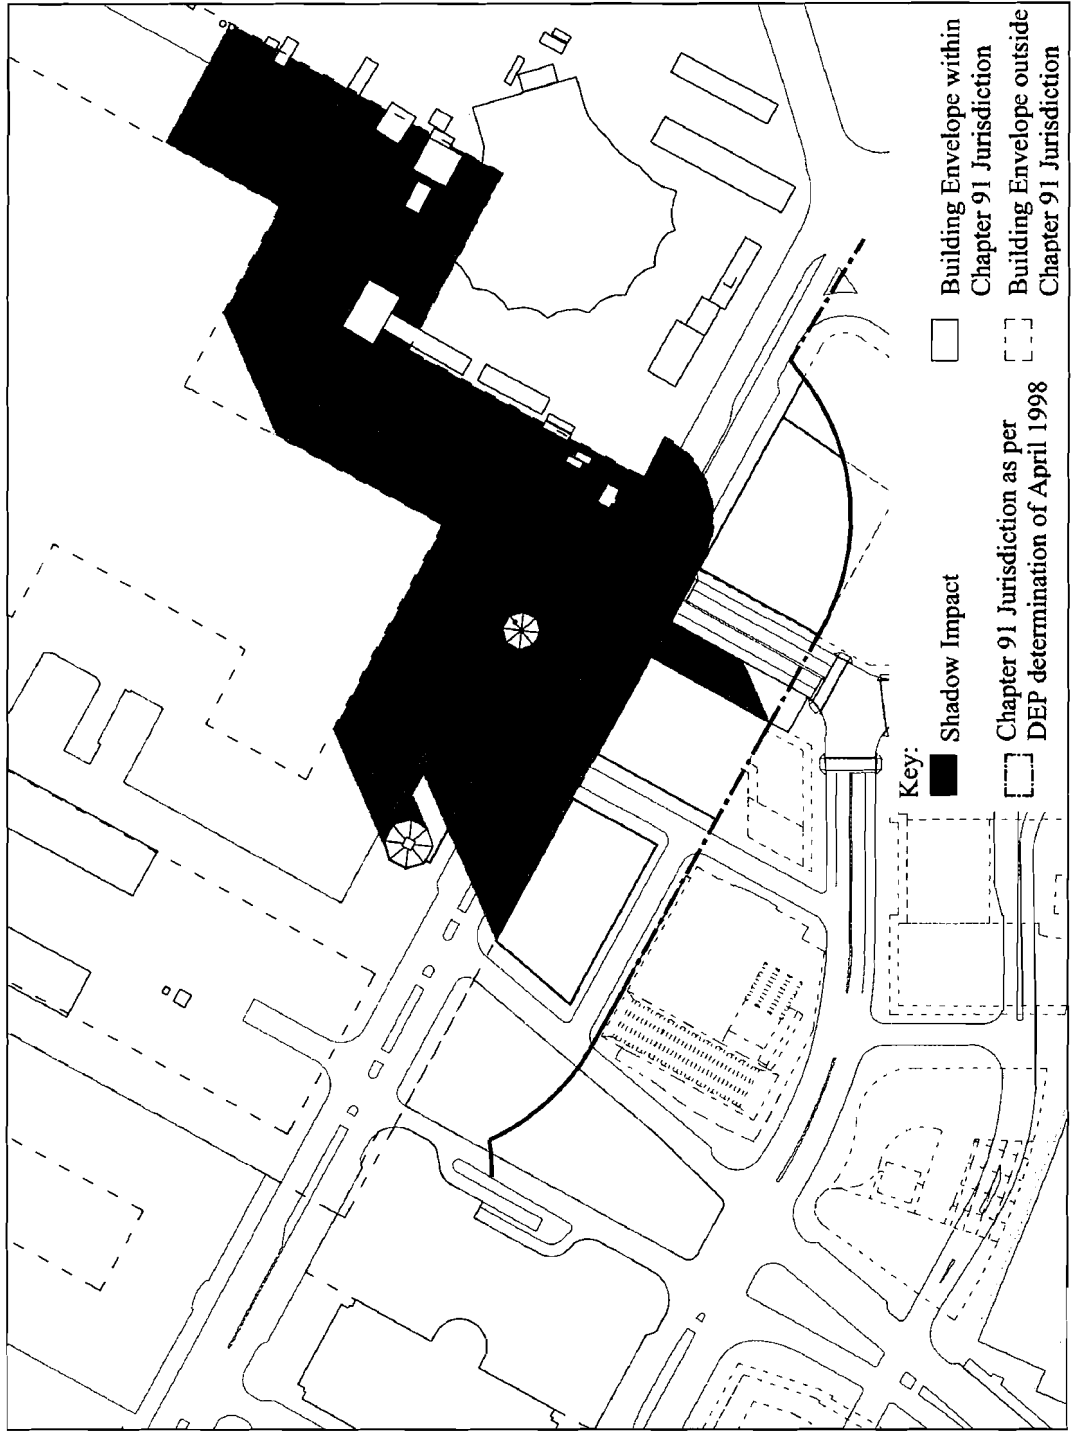 Key:
Shadow Impact
Chapter 91 Jurisdiction as per
DEP determination of April 1998
Building Envelope within
Chapter 91 Jurisdiction
Building Envelope outside
Chapter 91 Jurisdiction